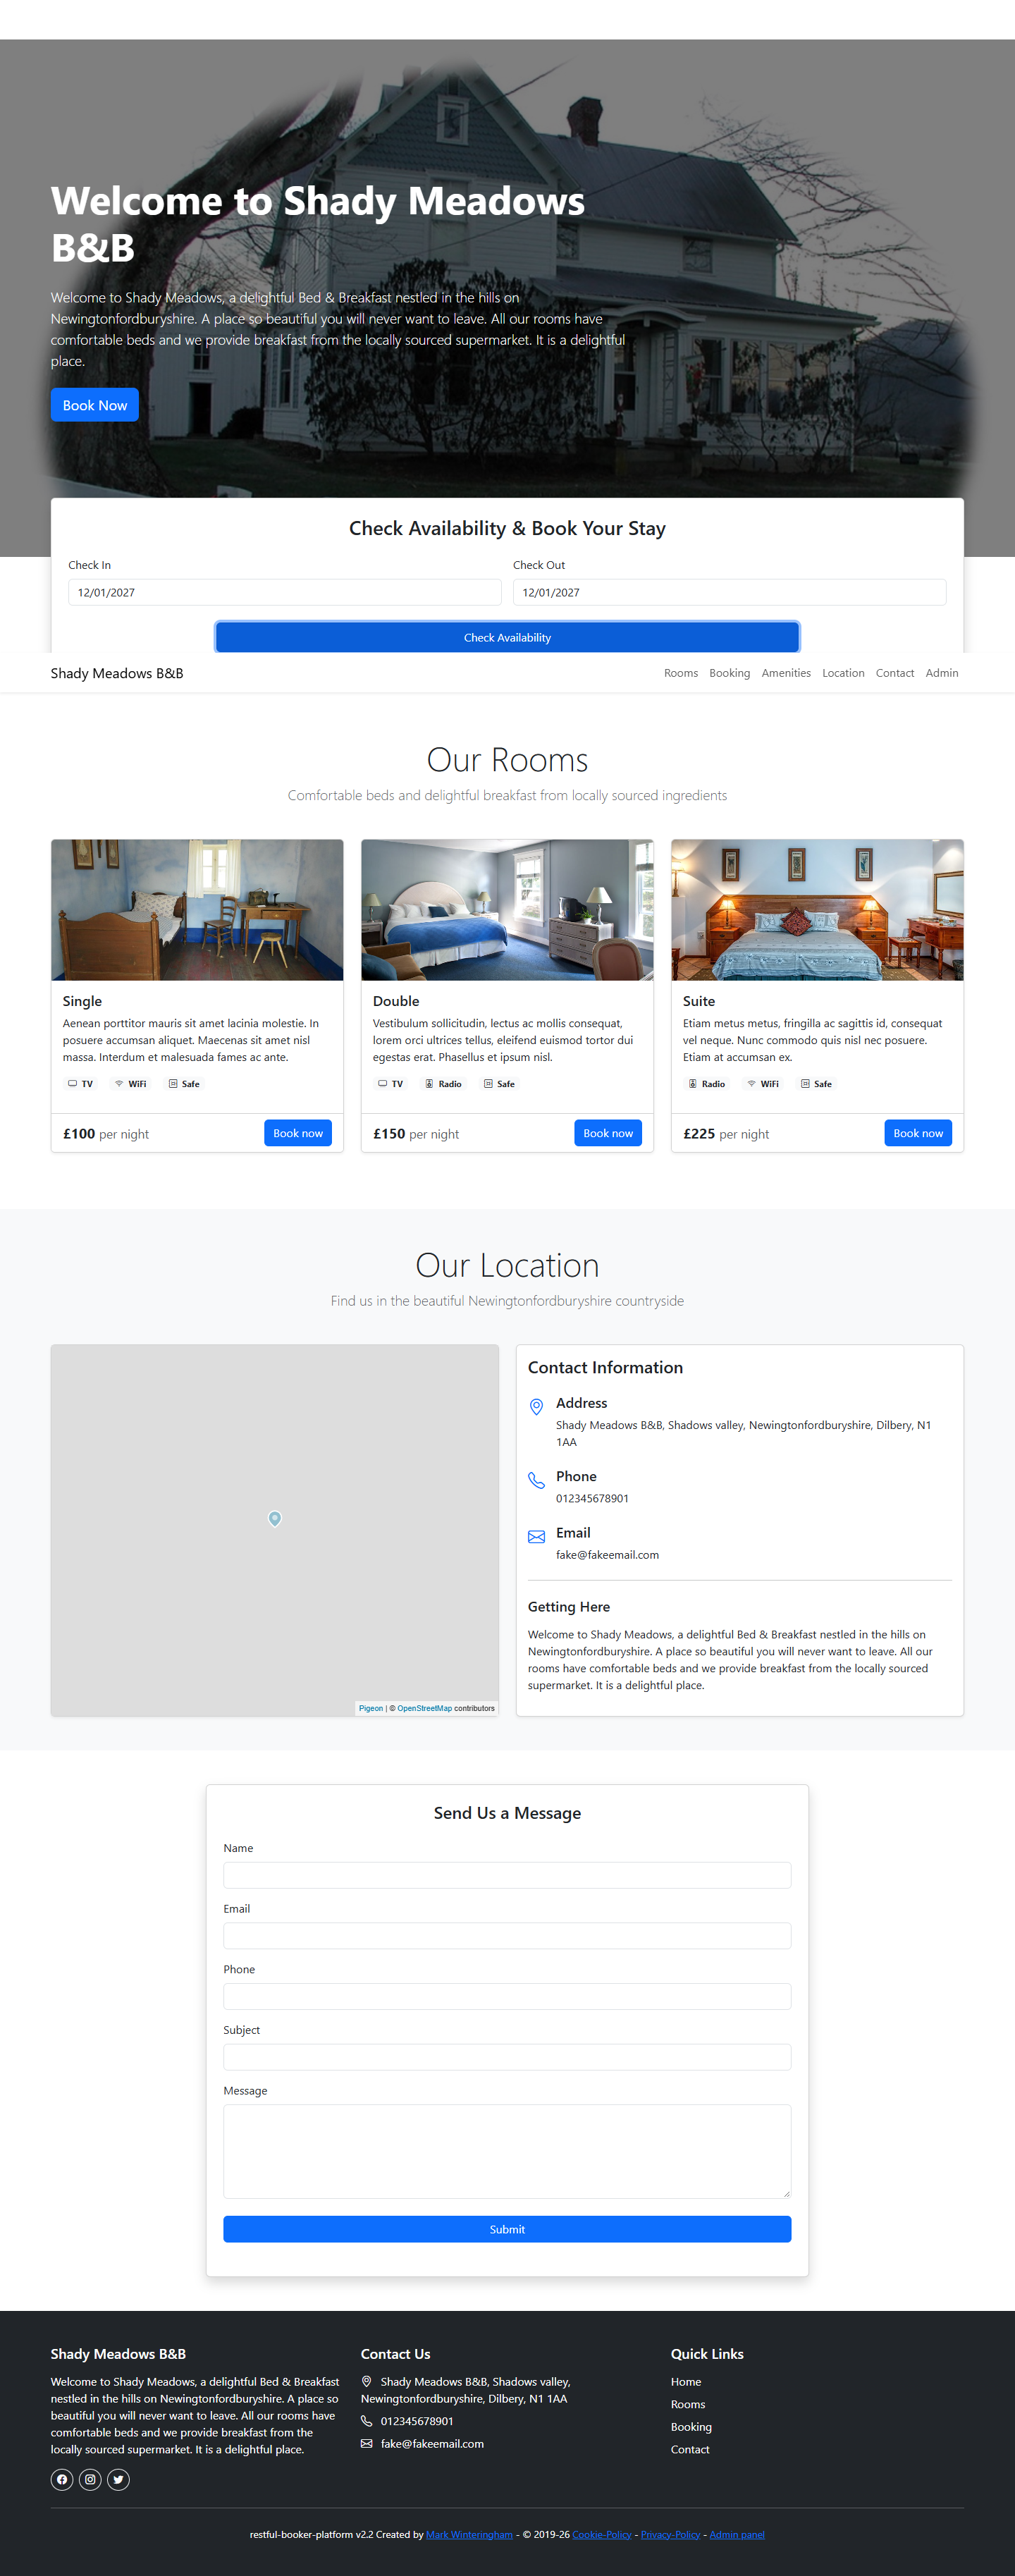 Welcome to Shady Meadows
B&B
Welcome to Shady Meadows, a delightful Bed & Breakfast nestled in the hills on
Newingtonfordburyshire. A place so beautiful you will never want to leave. All our rooms have
comfortable beds and we provide breakfast from the locally sourced supermarket. It is a delightful
place.
Book Now
Check Availability & Book Your Stay
Check In
Check Out
12/01/2027
12/01/2027
Check Availability
Shady Meadows B&B
Rooms Booking Amenities Location Contact Admin
Our Rooms
Comfortable beds and delightful breakfast from locally sourced ingredients
Single
Aenean porttitor mauris sit amet lacinia molestie. In
posuere accumsan aliquet. Maecenas sit amet nisl
massa. Interdum et malesuada fames ac ante.
TV WiFi Safe
£100 per night
Book now
Double
Vestibulum sollicitudin, lectus ac mollis consequat,
lorem orci ultrices tellus, eleifend euismod tortor dui
egestas erat. Phasellus et ipsum nisl.
TV Radio Safe
£150 per night
Book now
Suite
Etiam metus metus, fringilla ac sagittis id, consequat
vel neque. Nunc commodo quis nisl nec posuere.
Etiam at accumsan ex.
Radio WiFi Safe
£225 per night
Book now
Our Location
Find us in the beautiful Newingtonfordburyshire countryside
Pigeon | © OpenStreetMap contributors
Contact Information
Address
Shady Meadows B&B, Shadows valley, Newingtonfordburyshire, Dilbery, N1
1AA
Phone
012345678901
Email
fake@fakeemail.com
Getting Here
Welcome to Shady Meadows, a delightful Bed & Breakfast nestled in the hills on
Newingtonfordburyshire. A place so beautiful you will never want to leave. All our
rooms have comfortable beds and we provide breakfast from the locally sourced
supermarket. It is a delightful place.
Send Us a Message
Name
Email
Phone
Subject
Message
Submit
Shady Meadows B&B
Welcome to Shady Meadows, a delightful Bed & Breakfast
nestled in the hills on Newingtonfordburyshire. A place so
beautiful you will never want to leave. All our rooms have
comfortable beds and we provide breakfast from the
locally sourced supermarket. It is a delightful place.
Contact Us
Shady Meadows B&B, Shadows valley,
Newingtonfordburyshire, Dilbery, N1 1AA
012345678901
fake@fakeemail.com
Quick Links
Home
Rooms
Booking
Contact
restful-booker-platform v2.2 Created by Mark Winteringham - © 2019-26 Cookie-Policy - Privacy-Policy - Admin panel